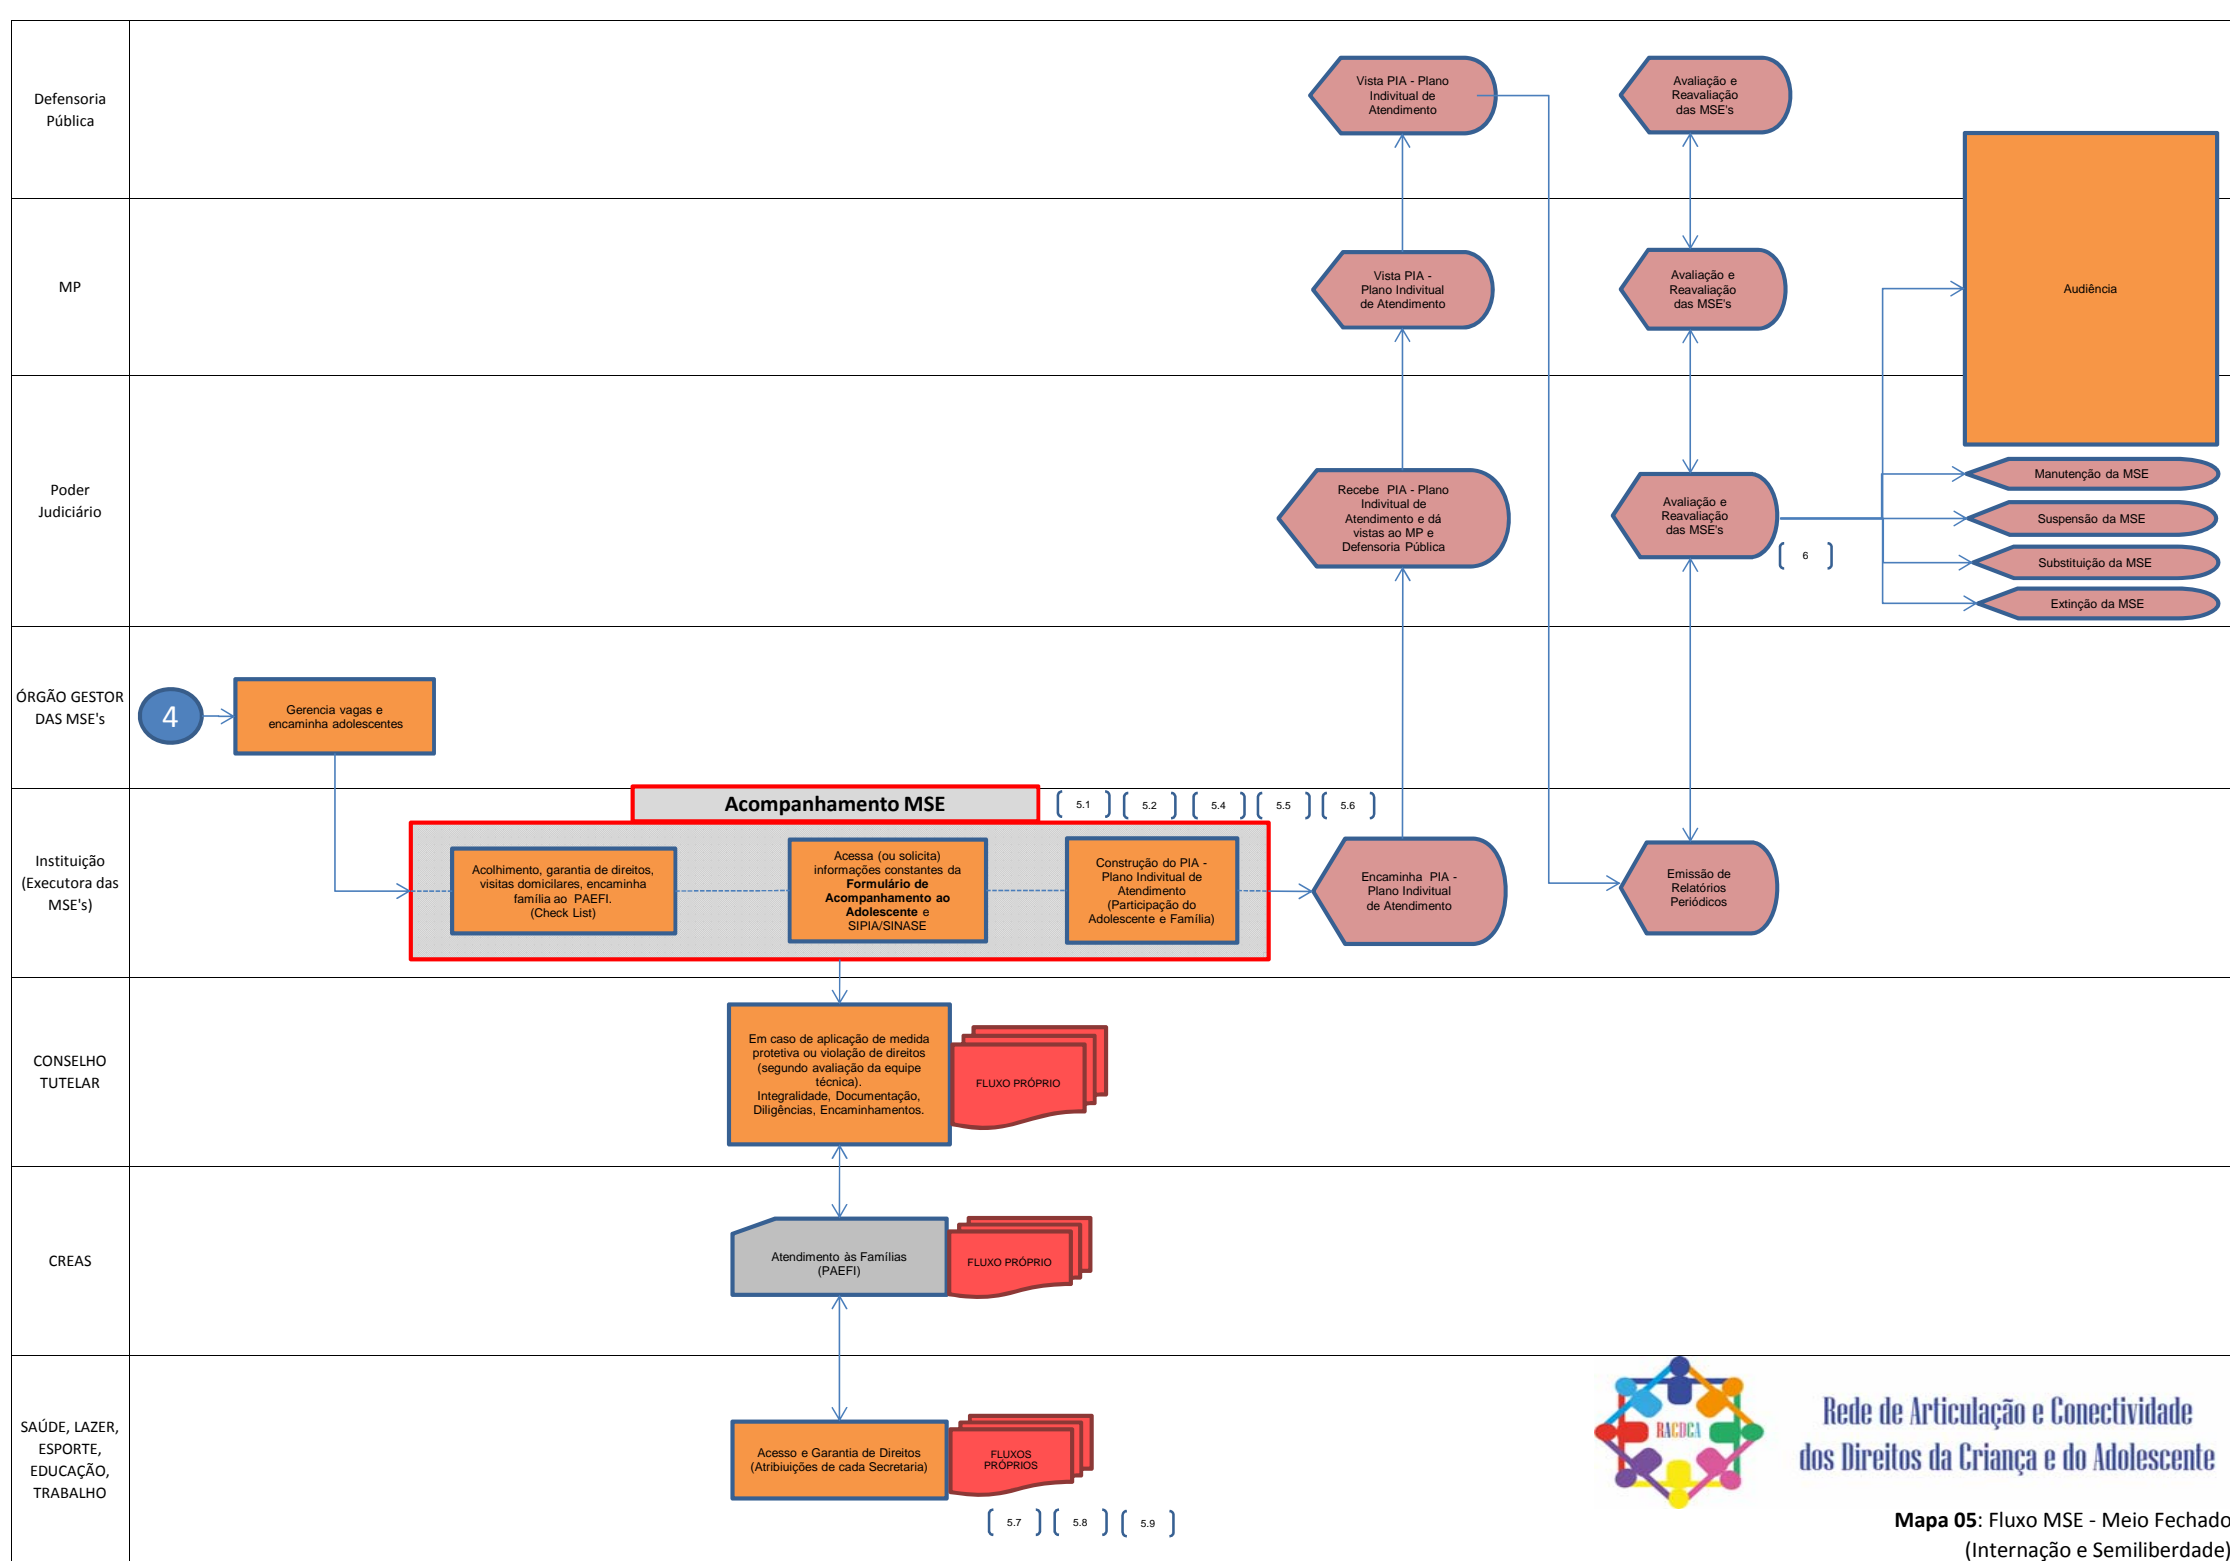 Defensoria
Pública
Vista PIA - Plano
Indivitual de
Atendimento
Avaliação e
Reavaliação
das MSE's
MP
Vista PIA -
Plano Indivitual
de Atendimento
Avaliação e
Reavaliação
das MSE's
Audiência
Poder
Judiciário
Recebe  PIA - Plano
Indivitual de
Atendimento e dá
vistas ao MP e
Defensoria Pública
Avaliação e
Reavaliação
das MSE's
6
Manutenção da MSE
Suspensão da MSE
Substituição da MSE
Extinção da MSE
ÓRGÃO GESTOR
DAS MSE's
4
Gerencia vagas e
encaminha adolescentes
Instituição
(Executora das
MSE's)
Acompanhamento MSE
5.1
5.2
5.4
5.5
5.6
Acolhimento, garantia de direitos,
visitas domicilares, encaminha
família ao  PAEFI.
(Check List)
Acessa (ou solicita)
informações constantes da
Formulário de
Acompanhamento ao
Adolescente e
SIPIA/SINASE
Construção do PIA -
Plano Indivitual de
Atendimento
(Participação do
Adolescente e Família)
Encaminha  PIA -
Plano Indivitual
de Atendimento
Emissão de
Relatórios
Periódicos
CONSELHO
TUTELAR
Em caso de aplicação de medida
protetiva ou violação de direitos
(segundo avaliação da equipe
técnica).
Integralidade, Documentação,
Diligências, Encaminhamentos.
FLUXO PRÓPRIO
CREAS
Atendimento às Famílias
(PAEFI)
FLUXO PRÓPRIO
SAÚDE, LAZER,
ESPORTE,
EDUCAÇÃO,
TRABALHO
Acesso e Garantia de Direitos
(Atribiuições de cada Secretaria)
FLUXOS
PRÓPRIOS
5.7
5.8
5.9
RACDCA
Rede de Articulação e Conectividade
dos Direitos da Criança e do Adolescente
Mapa 05: Fluxo MSE - Meio Fechado
(Internação e Semiliberdade)